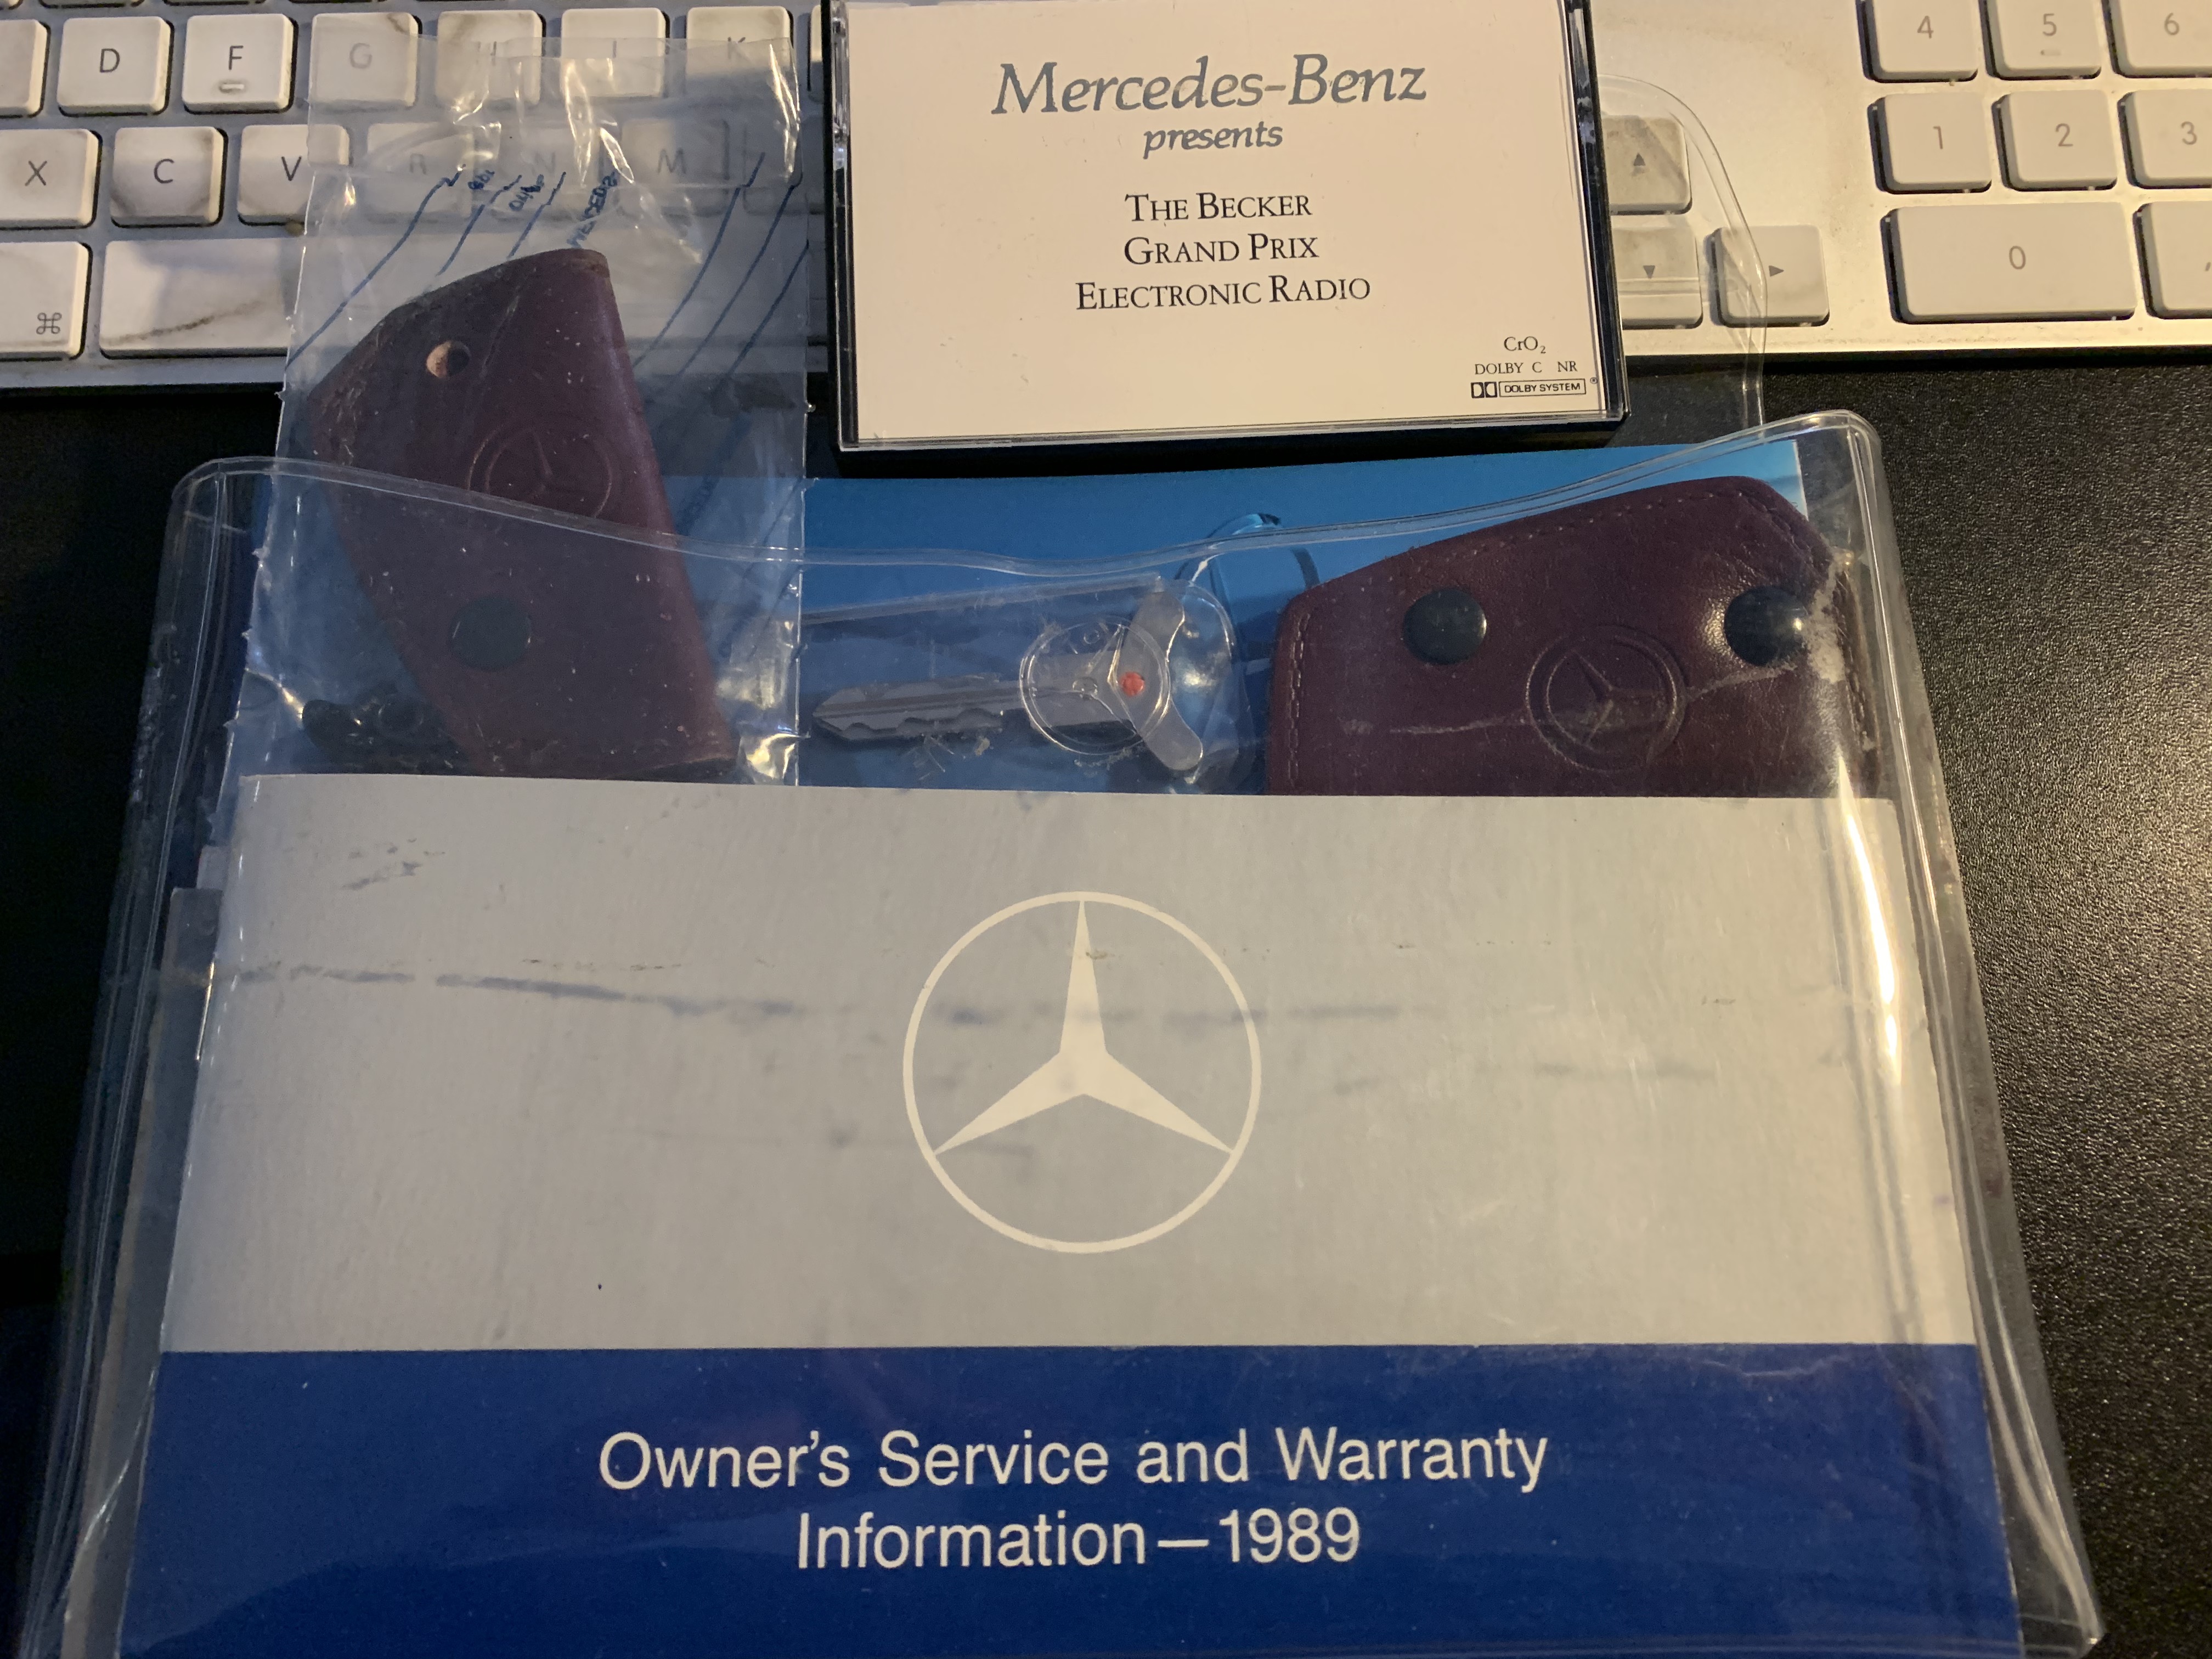 D F G K 4 5 6
X C V N M 1 2 3
⌘ 0
Mercedes-Benz
presents
THE BECKER
GRAND PRIX
ELECTRONIC RADIO
CrO₂
DOLBY C NR
DOLBY SYSTEM®
Owner's Service and Warranty
Information—1989